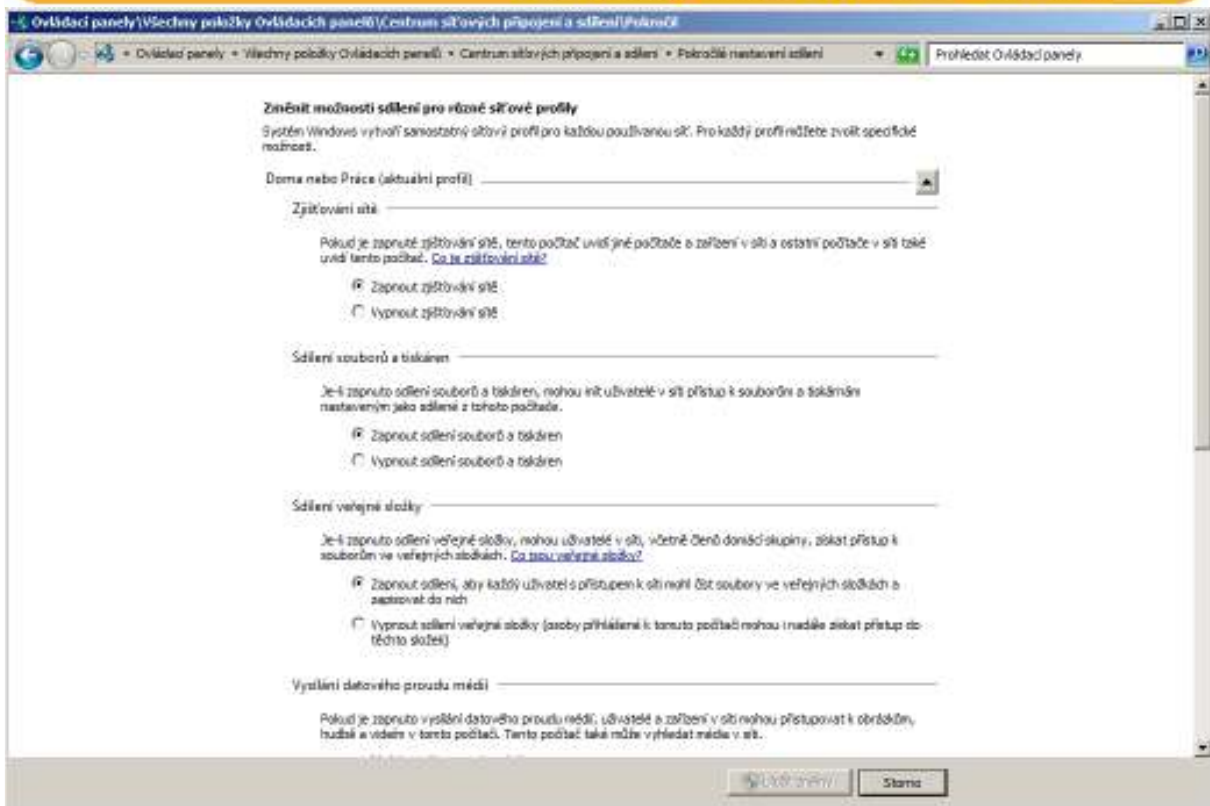 Ovládací panely\Všechny položky Ovládacích panelů\Centrum síťových připojení a sdílení\Pokroči
Ovládací panely • Všechny položky Ovládacích panelů • Centrum síťových připojení a sdílení • Pokročilé nastavení sdílení
Prohledat Ovládací panely
Změnit možnosti sdílení pro různé síťové profily
Systém Windows vytvoří samostatný síťový profil pro každou používanou síť. Pro každý profil můžete zvolit specifické
možnosti.
Doma nebo Práce (aktuální profil)
Zjišťování sítě
Pokud je zapnuté zjišťování sítě, tento počítač uvidí jiné počítače a zařízení v síti a ostatní počítače v síti také
uvidí tento počítač. Co je zjišťování sítě?
Zapnout zjišťování sítě
Vypnout zjišťování sítě
Sdílení souborů a tiskáren
Je-li zapnuto sdílení souborů a tiskáren, mohou mít uživatelé v síti přístup k souborům a tiskárnám
nastaveným jako sdílené z tohoto počítače.
Zapnout sdílení souborů a tiskáren
Vypnout sdílení souborů a tiskáren
Sdílení veřejné složky
Je-li zapnuto sdílení veřejné složky, mohou uživatelé v síti, včetně členů domácí skupiny, získat přístup k
souborům ve veřejných složkách. Co jsou veřejné složky?
Zapnout sdílení, aby každý uživatel s přístupem k síti mohl číst soubory ve veřejných složkách a
zapisovat do nich
Vypnout sdílení veřejné složky (osoby přihlášené k tomuto počítači mohou i nadále získat přístup do
těchto složek)
Vysílání datového proudu médií
Pokud je zapnuto vysílání datového proudu médií, uživatelé a zařízení v síti mohou přistupovat k obrázkům,
hudbě a videím v tomto počítači. Tento počítač také může vyhledat média v síti.
Uložit změny
Storno